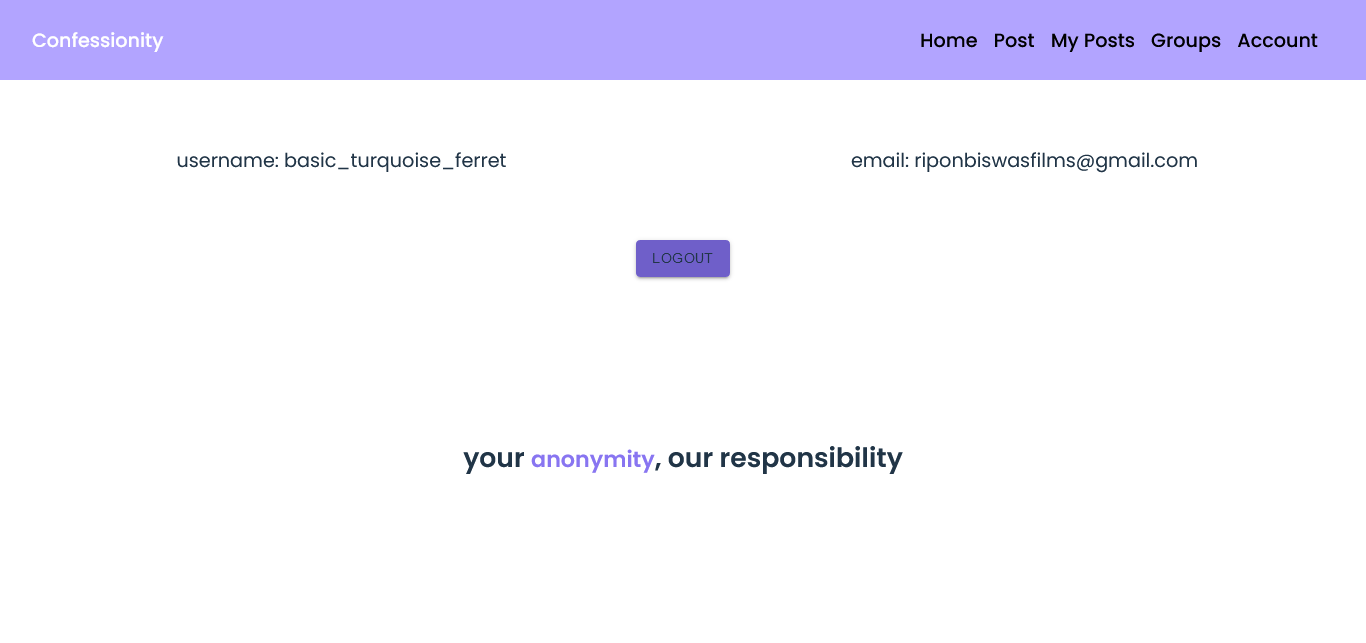 Confessionity Home Post My Posts Groups Account
username: basic_turquoise_ferret email: riponbiswasfilms@gmail.com
LOGOUT
your anonymity, our responsibility